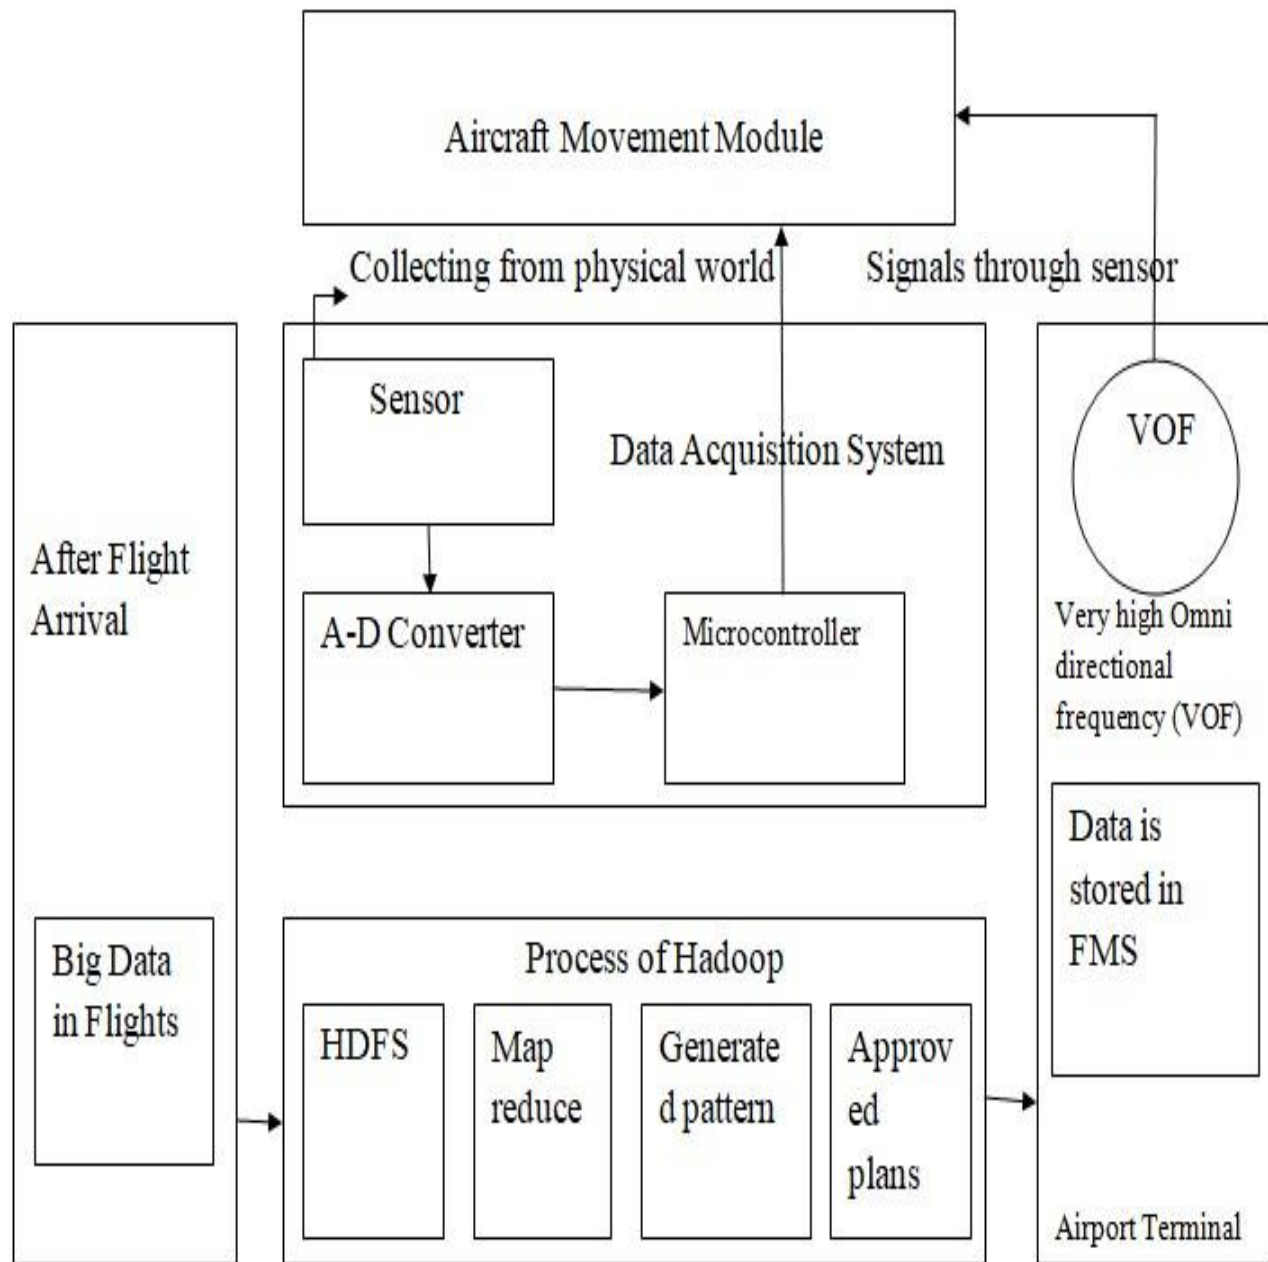 Aircraft Movement Module
Collecting from physical world
Signals through sensor
Sensor
Data Acquisition System
VOF
After Flight
Arrival
A-D Converter
Microcontroller
Very high Omni
directional
frequency (VOF)
Data is
stored in
FMS
Big Data
in Flights
Process of Hadoop
HDFS
Map
reduce
Generate
d pattern
Approv
ed
plans
Airport Terminal